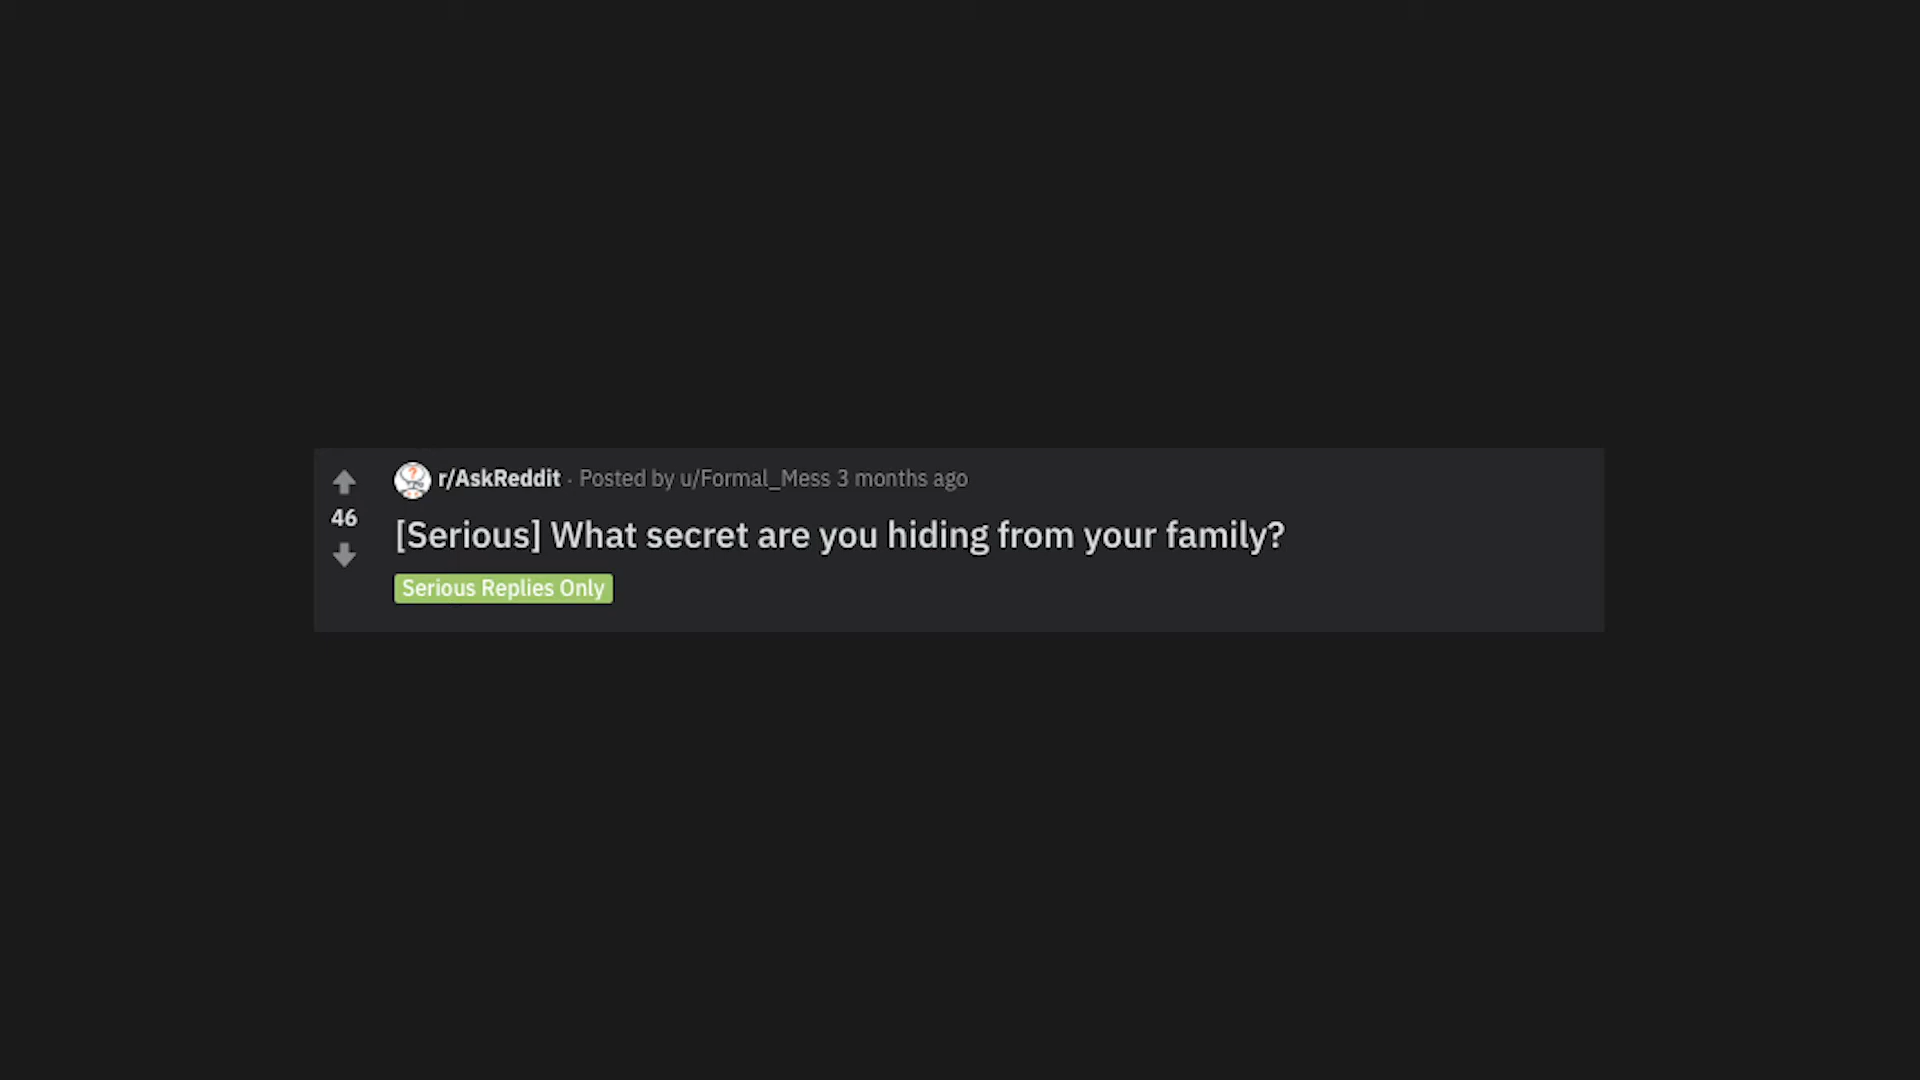 r/AskReddit · Posted by u/Formal_Mess 3 months ago
46
[Serious] What secret are you hiding from your family?
Serious Replies Only